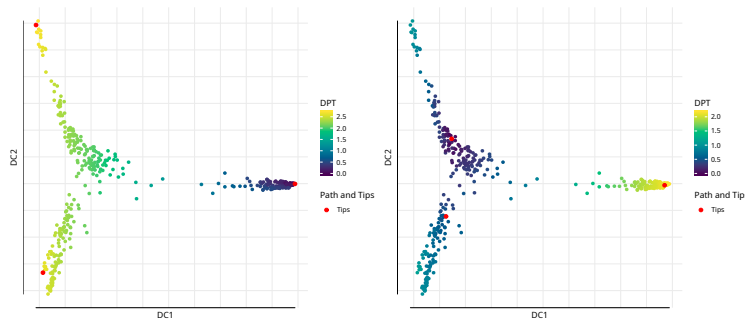 DC2
DC1
DPT
2.5
2.0
1.5
1.0
0.5
0.0
Path and Tips
Tips
DC2
DC1
DPT
2.0
1.5
1.0
0.5
0.0
Path and Tip
Tips